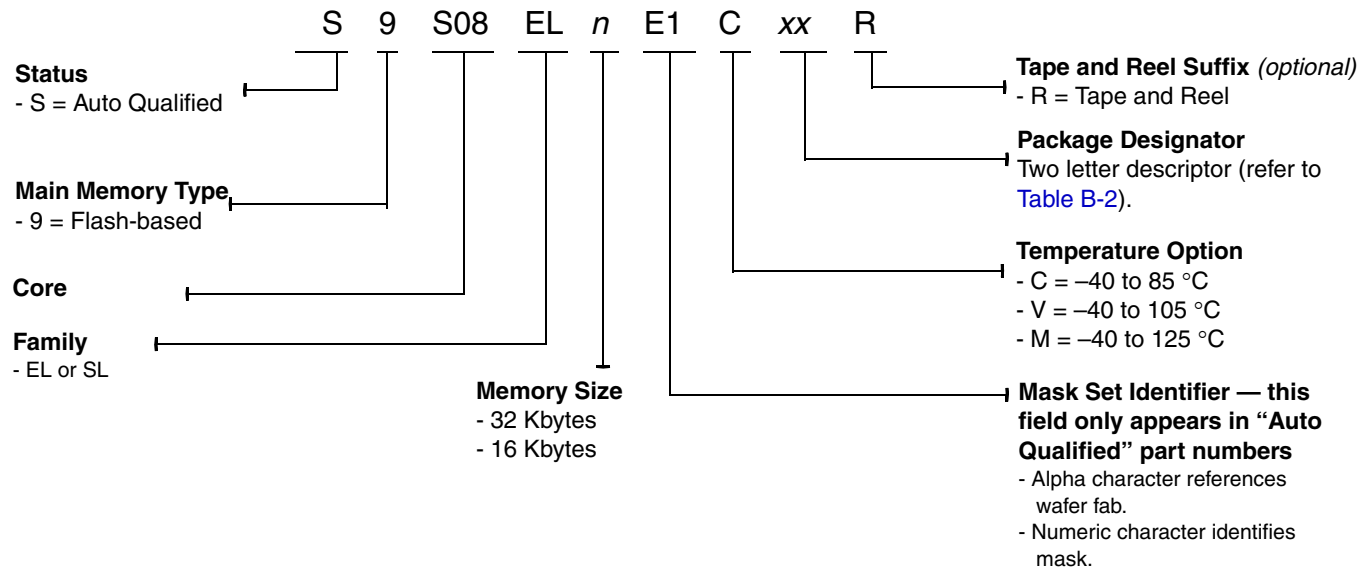 S 9 S08 EL n E1 C xx R
Status
- S = Auto Qualified
Main Memory Type
- 9 = Flash-based
Core
Family
- EL or SL
Memory Size
- 32 Kbytes
- 16 Kbytes
Tape and Reel Suffix (optional)
- R = Tape and Reel
Package Designator
Two letter descriptor (refer to
Table B-2).
Temperature Option
- C = –40 to 85 °C
- V = –40 to 105 °C
- M = –40 to 125 °C
Mask Set Identifier — this
field only appears in “Auto
Qualified” part numbers
- Alpha character references
wafer fab.
- Numeric character identifies
mask.